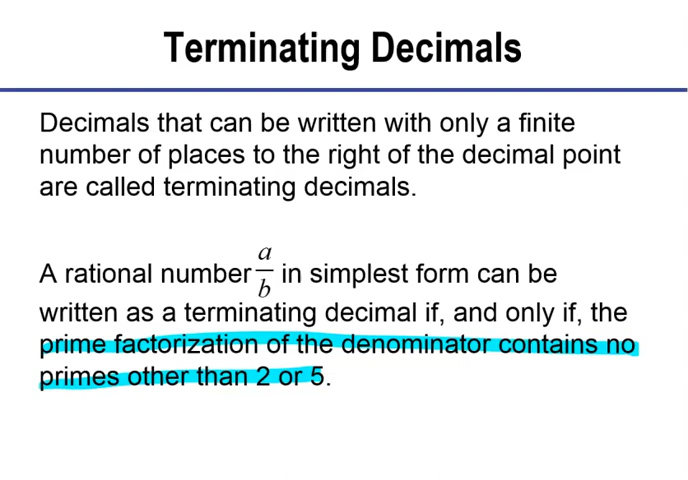 Terminating Decimals
Decimals that can be written with only a finite
number of places to the right of the decimal point
are called terminating decimals.
A rational number a/b in simplest form can be
written as a terminating decimal if, and only if, the
prime factorization of the denominator contains no
primes other than 2 or 5.